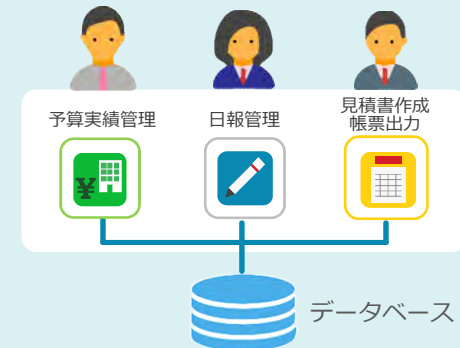 予算実績管理
日報管理
見積書作成
帳票出力
¥
データベース